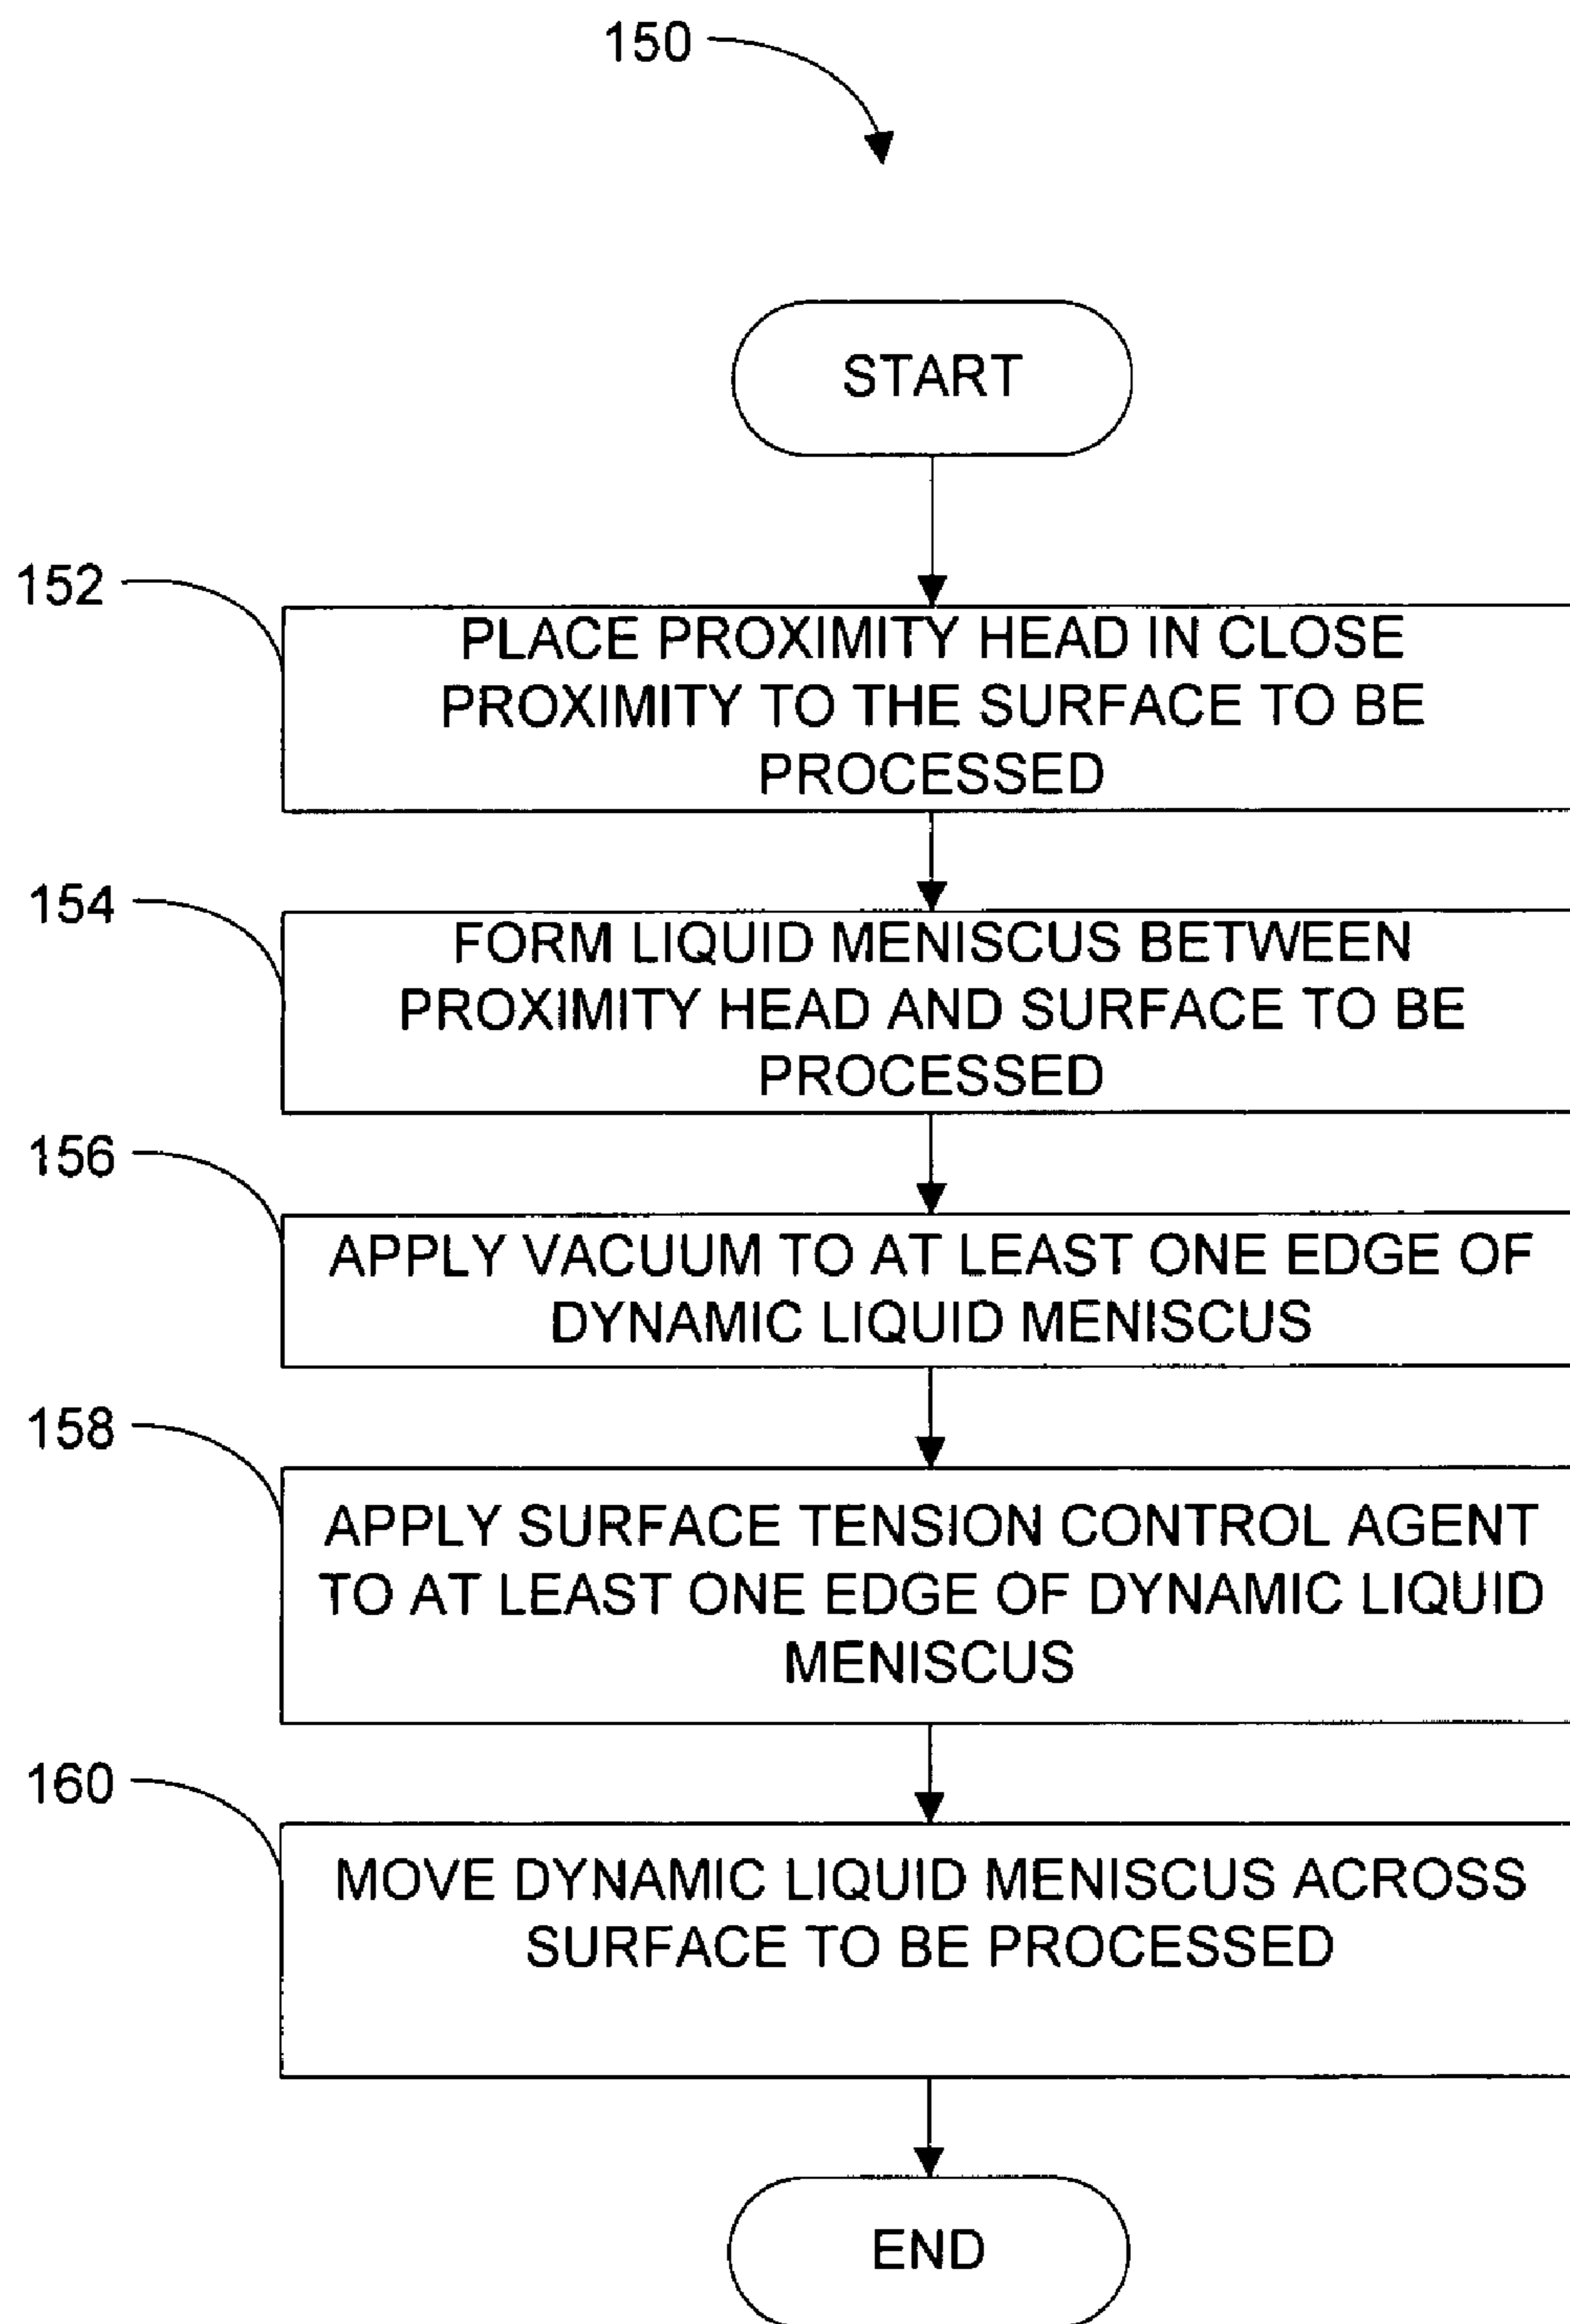 150
START
152
PLACE PROXIMITY HEAD IN CLOSE
PROXIMITY TO THE SURFACE TO BE
PROCESSED
154
FORM LIQUID MENISCUS BETWEEN
PROXIMITY HEAD AND SURFACE TO BE
PROCESSED
156
APPLY VACUUM TO AT LEAST ONE EDGE OF
DYNAMIC LIQUID MENISCUS
158
APPLY SURFACE TENSION CONTROL AGENT
TO AT LEAST ONE EDGE OF DYNAMIC LIQUID
MENISCUS
160
MOVE DYNAMIC LIQUID MENISCUS ACROSS
SURFACE TO BE PROCESSED
END